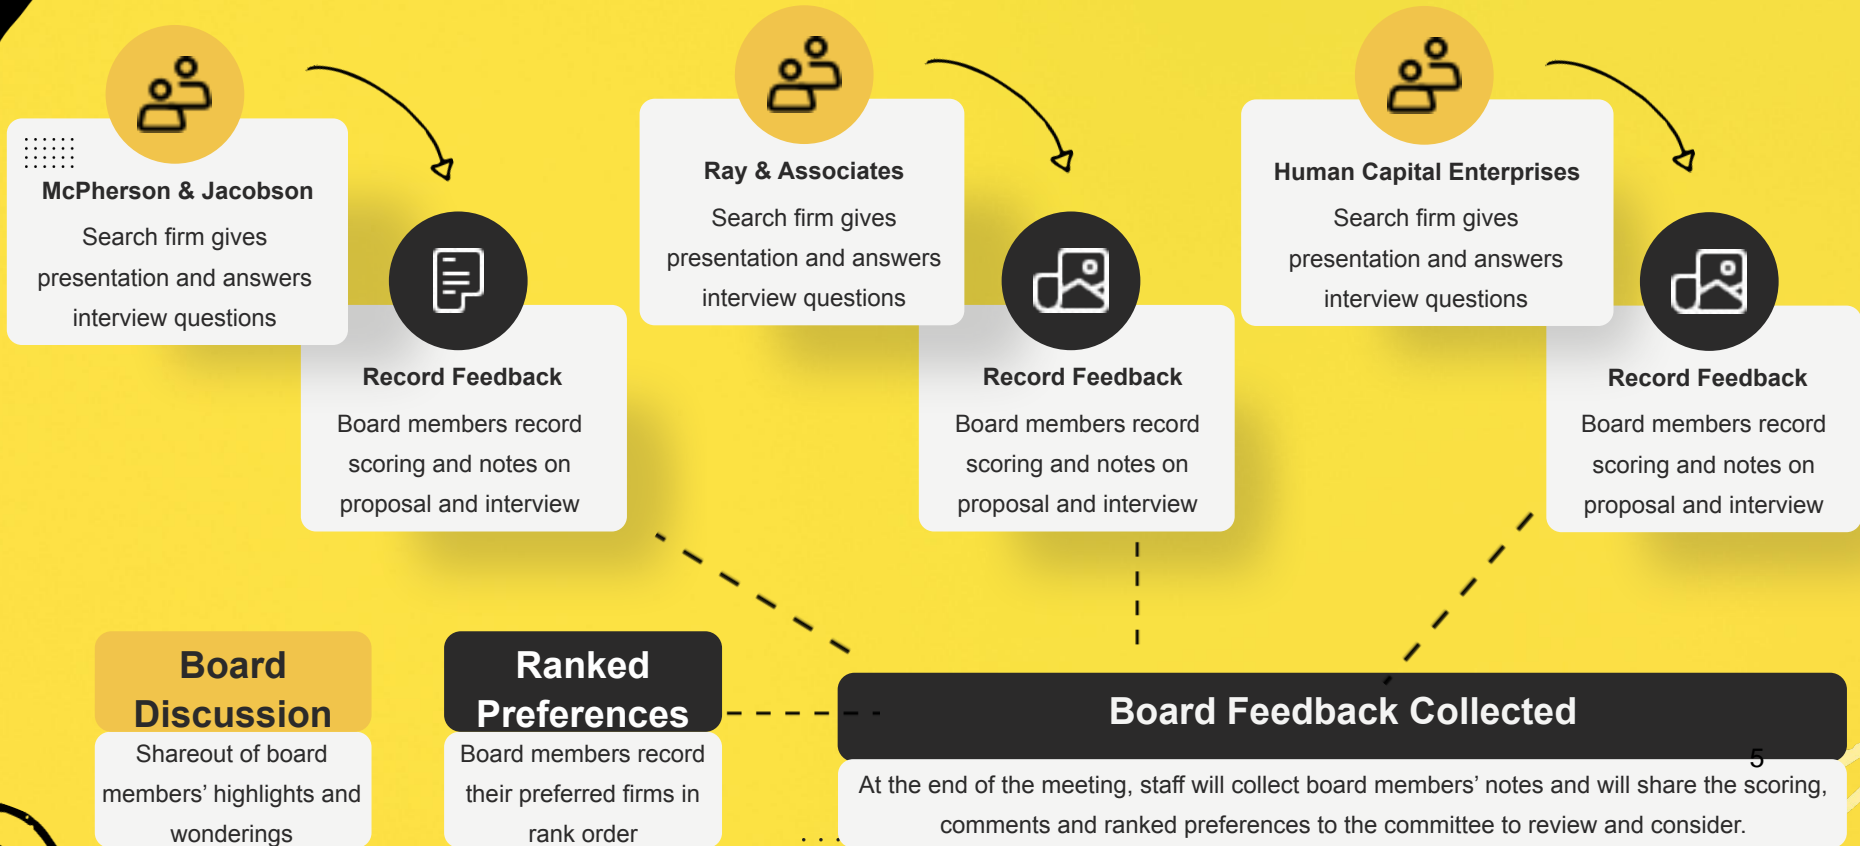 McPherson & Jacobson
Search firm gives
presentation and answers
interview questions
Record Feedback
Board members record
scoring and notes on
proposal and interview
Ray & Associates
Search firm gives
presentation and answers
interview questions
Record Feedback
Board members record
scoring and notes on
proposal and interview
Human Capital Enterprises
Search firm gives
presentation and answers
interview questions
Record Feedback
Board members record
scoring and notes on
proposal and interview
Board
Discussion
Shareout of board
members’ highlights and
wonderings
Ranked
Preferences
Board members record
their preferred firms in
rank order
Board Feedback Collected
5
At the end of the meeting, staff will collect board members’ notes and will share the scoring,
comments and ranked preferences to the committee to review and consider.